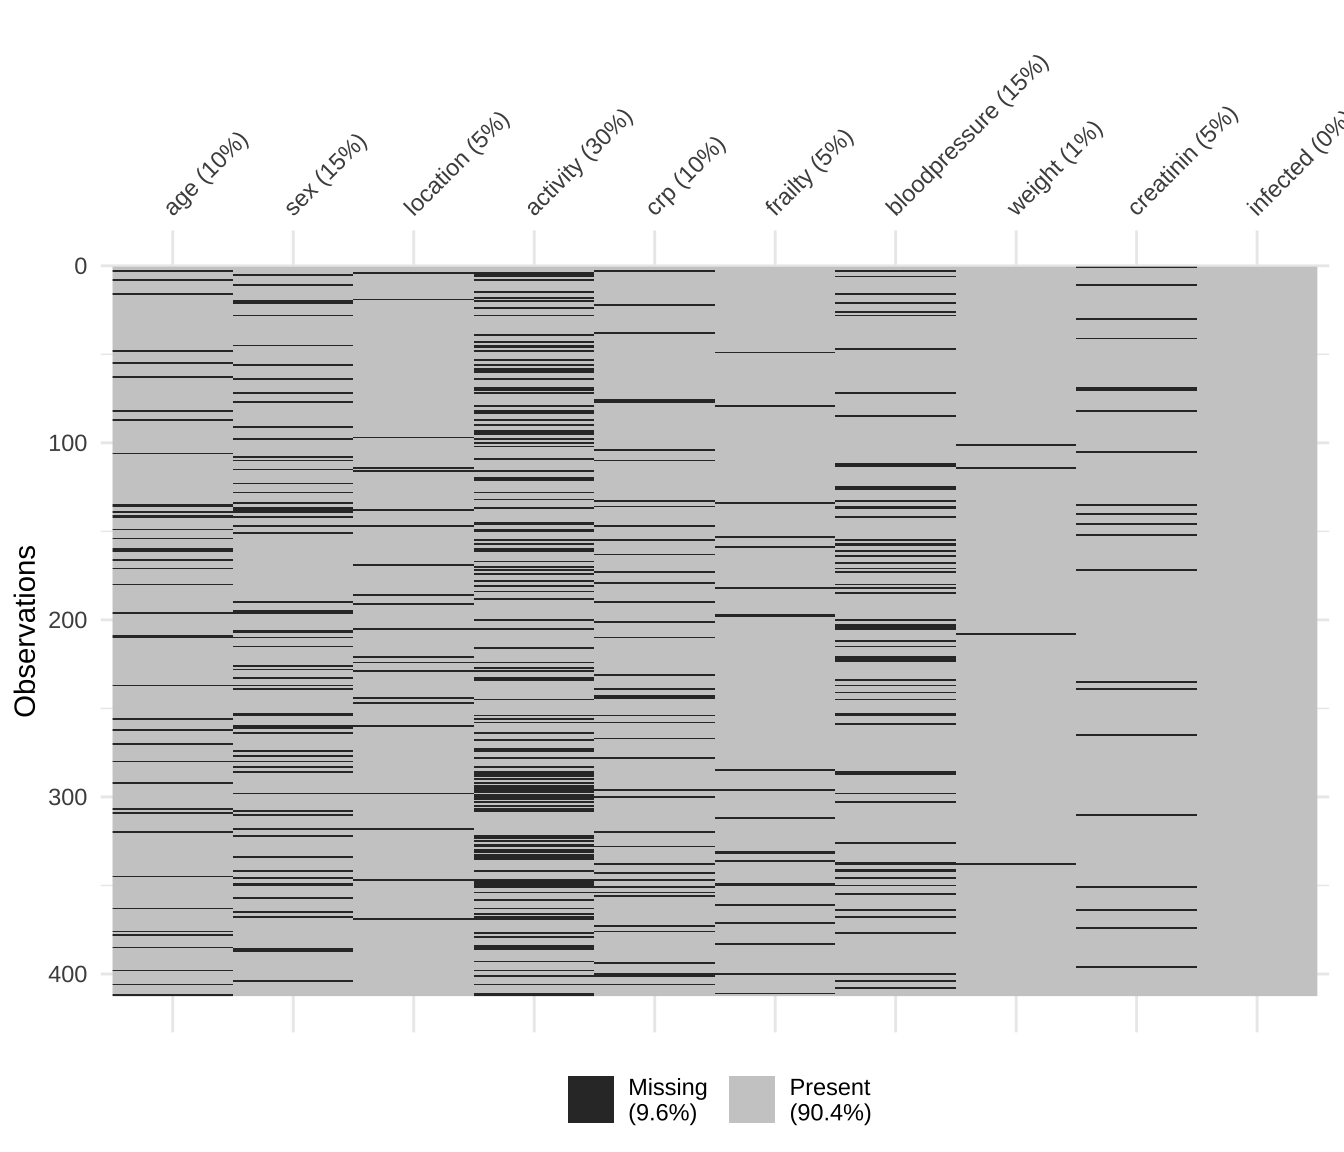 age (10%)
sex (15%)
location (5%)
activity (30%)
crp (10%)
frailty (5%)
bloodpressure (15%)
weight (1%)
creatinin (5%)
infected (0%
Observations
0
100
200
300
400
Missing
(9.6%)
Present
(90.4%)